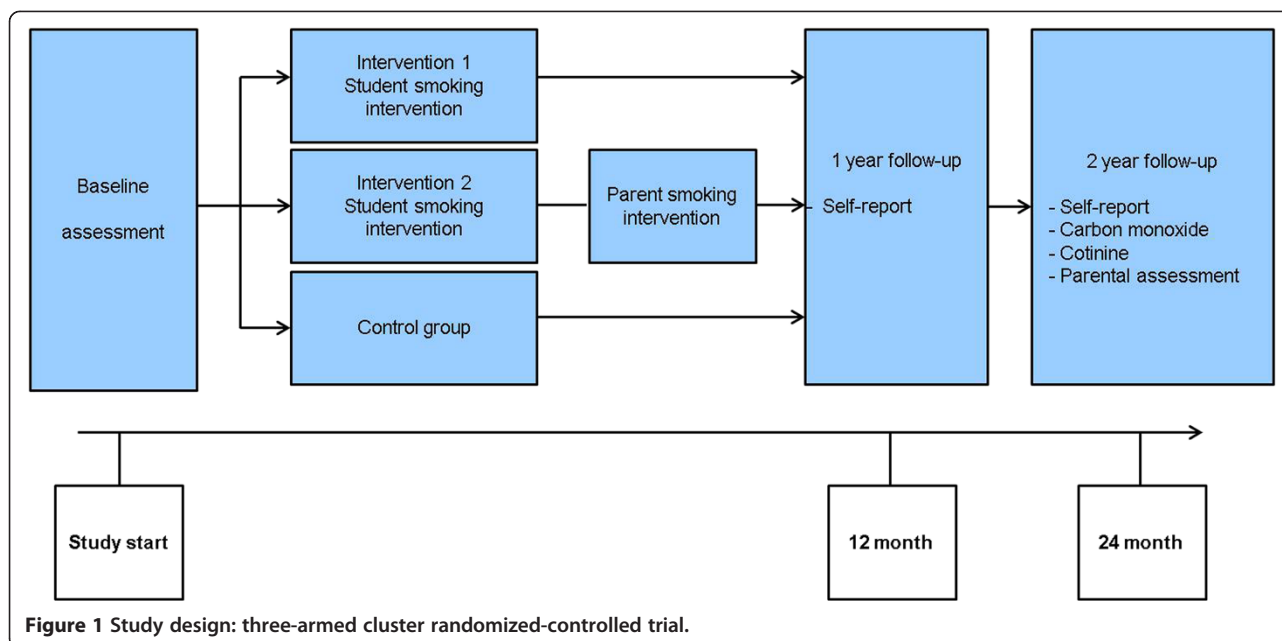 Baseline
assessment
Intervention 1
Student smoking
intervention
Intervention 2
Student smoking
intervention
Control group
Parent smoking
intervention
1 year follow-up
- Self-report
2 year follow-up
- Self-report
- Carbon monoxide
- Cotinine
- Parental assessment
Study start
12 month
24 month
Figure 1 Study design: three-armed cluster randomized-controlled trial.